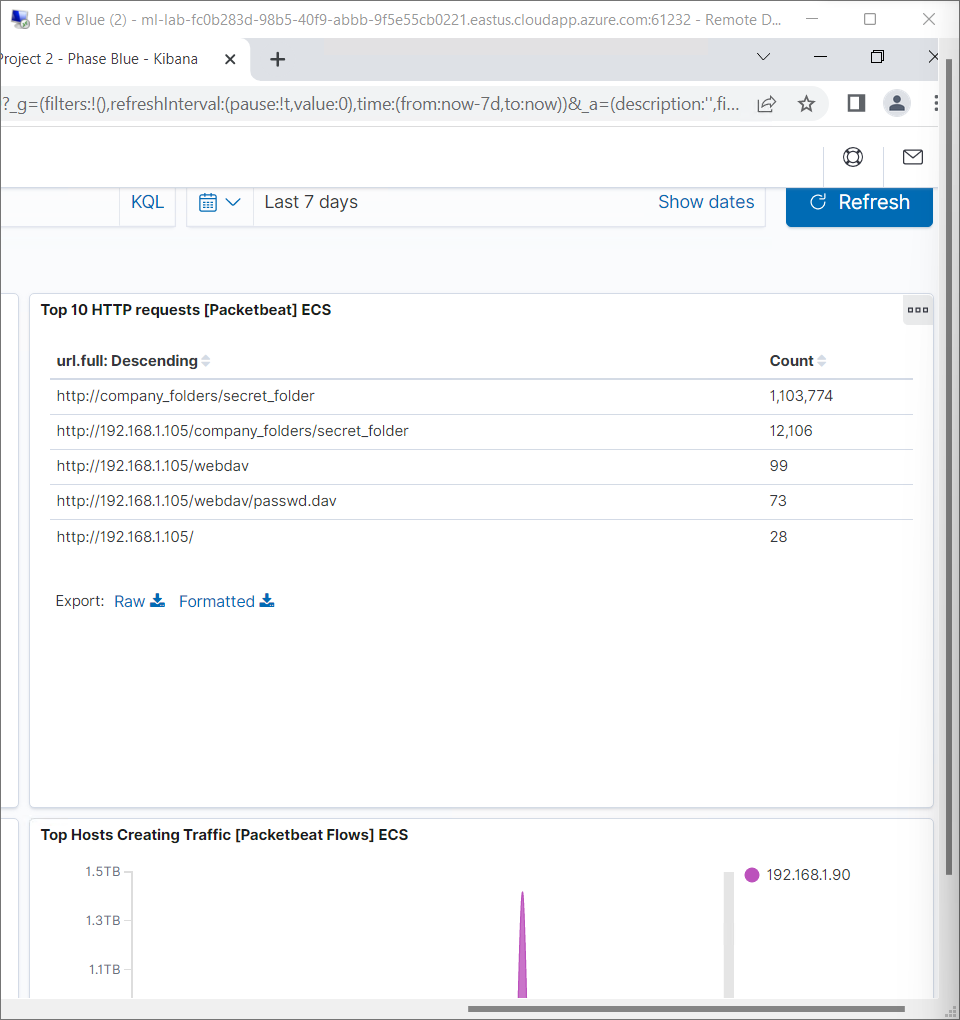 Red v Blue (2) - ml-lab-fc0b283d-98b5-40f9-abbb-9f5e55cb0221.eastus.cloudapp.azure.com:61232 - Remote D...
Project 2 - Phase Blue - Kibana
?_g=(filters:!(),refreshInterval:(pause:!t,value:0),time:(from:now-7d,to:now))&_a=(description:'',fi...
KQL Last 7 days Show dates Refresh
Top 10 HTTP requests [Packetbeat] ECS
url.full: Descending Count
http://company_folders/secret_folder 1,103,774
http://192.168.1.105/company_folders/secret_folder 12,106
http://192.168.1.105/webdav 99
http://192.168.1.105/webdav/passwd.dav 73
http://192.168.1.105/ 28
Export: Raw Formatted
Top Hosts Creating Traffic [Packetbeat Flows] ECS
1.5TB
192.168.1.90
1.3TB
1.1TB